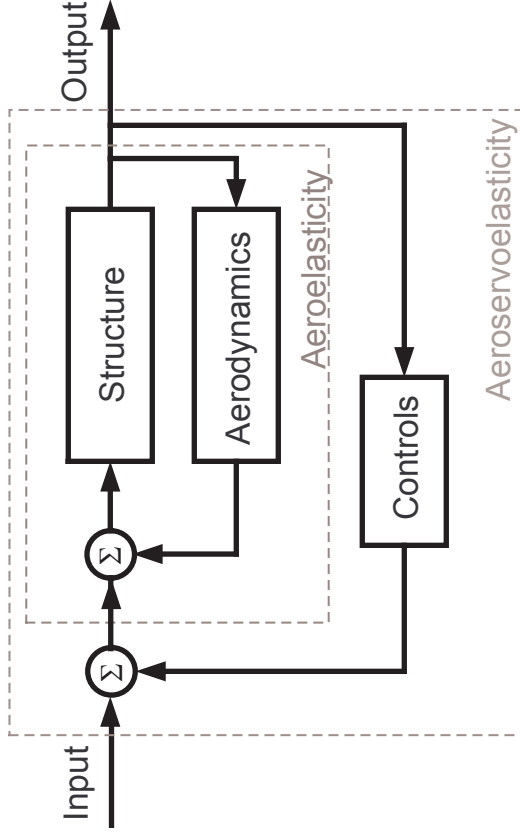 Input
Σ
Σ
Structure
Output
Aerodynamics
Aeroelasticity
Controls
Aeroservoelasticity